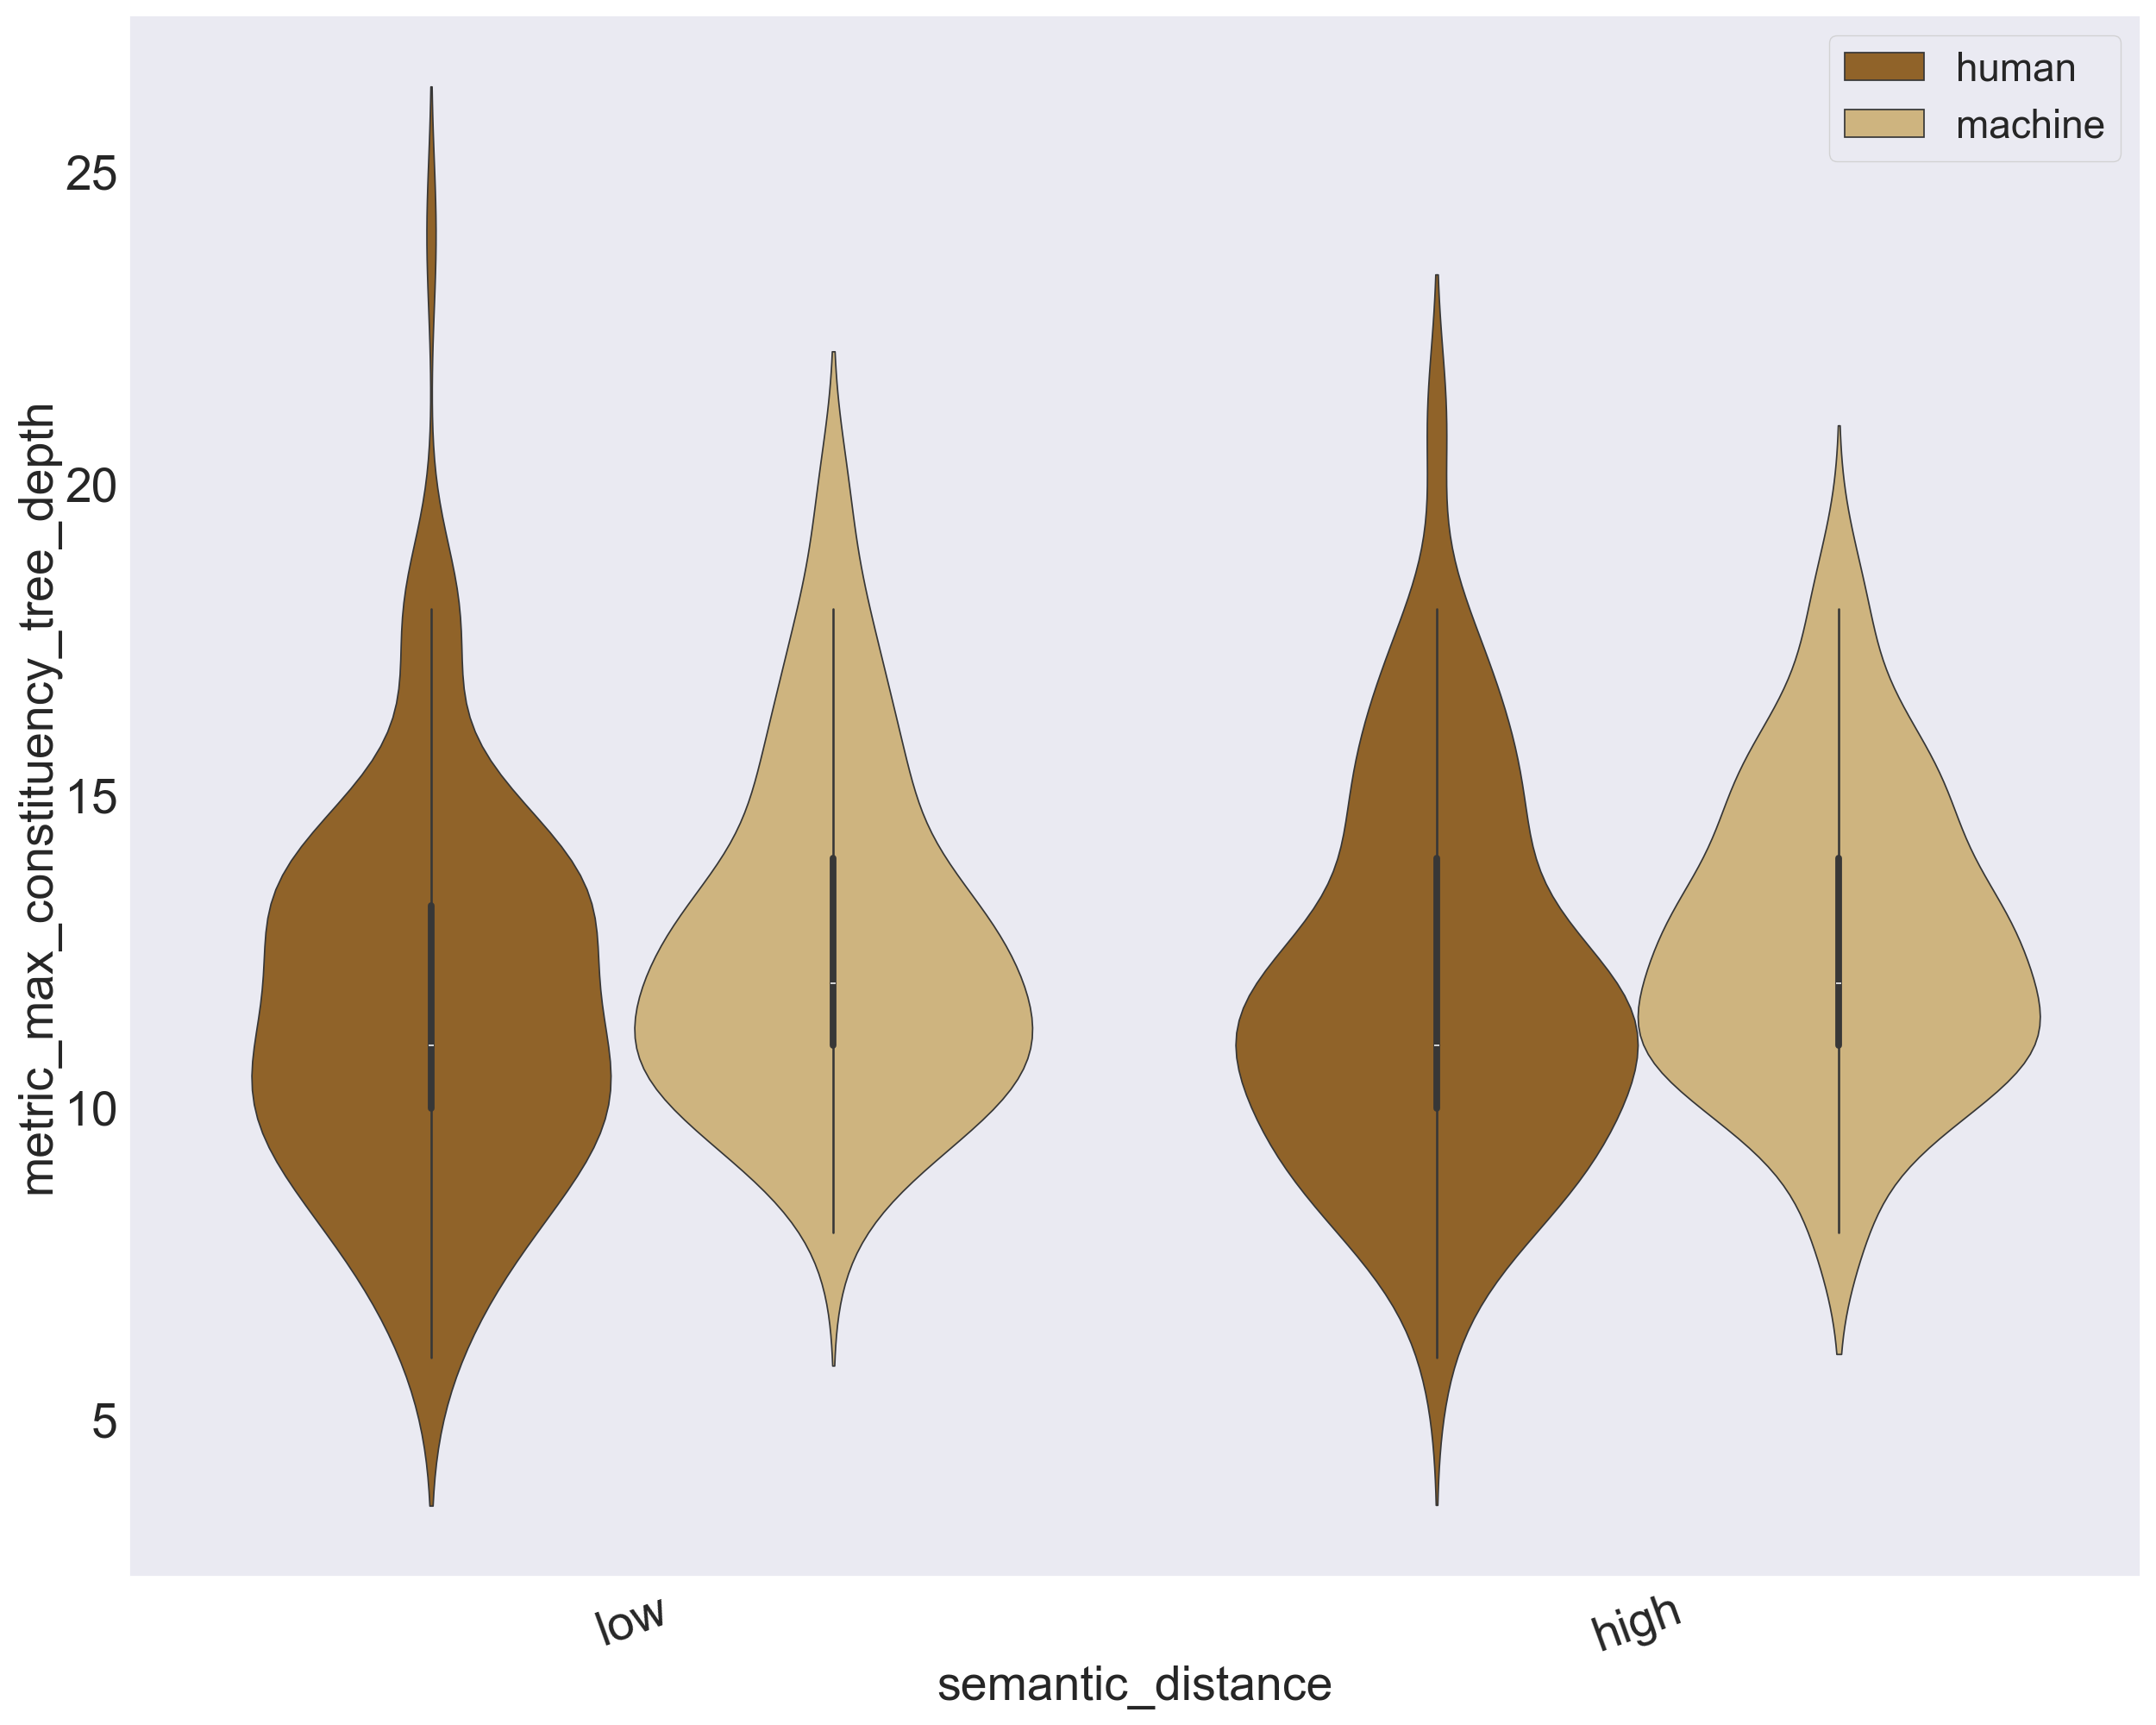 human
machine
metric_max_constituency_tree_depth
25
20
15
10
5
low
high
semantic_distance